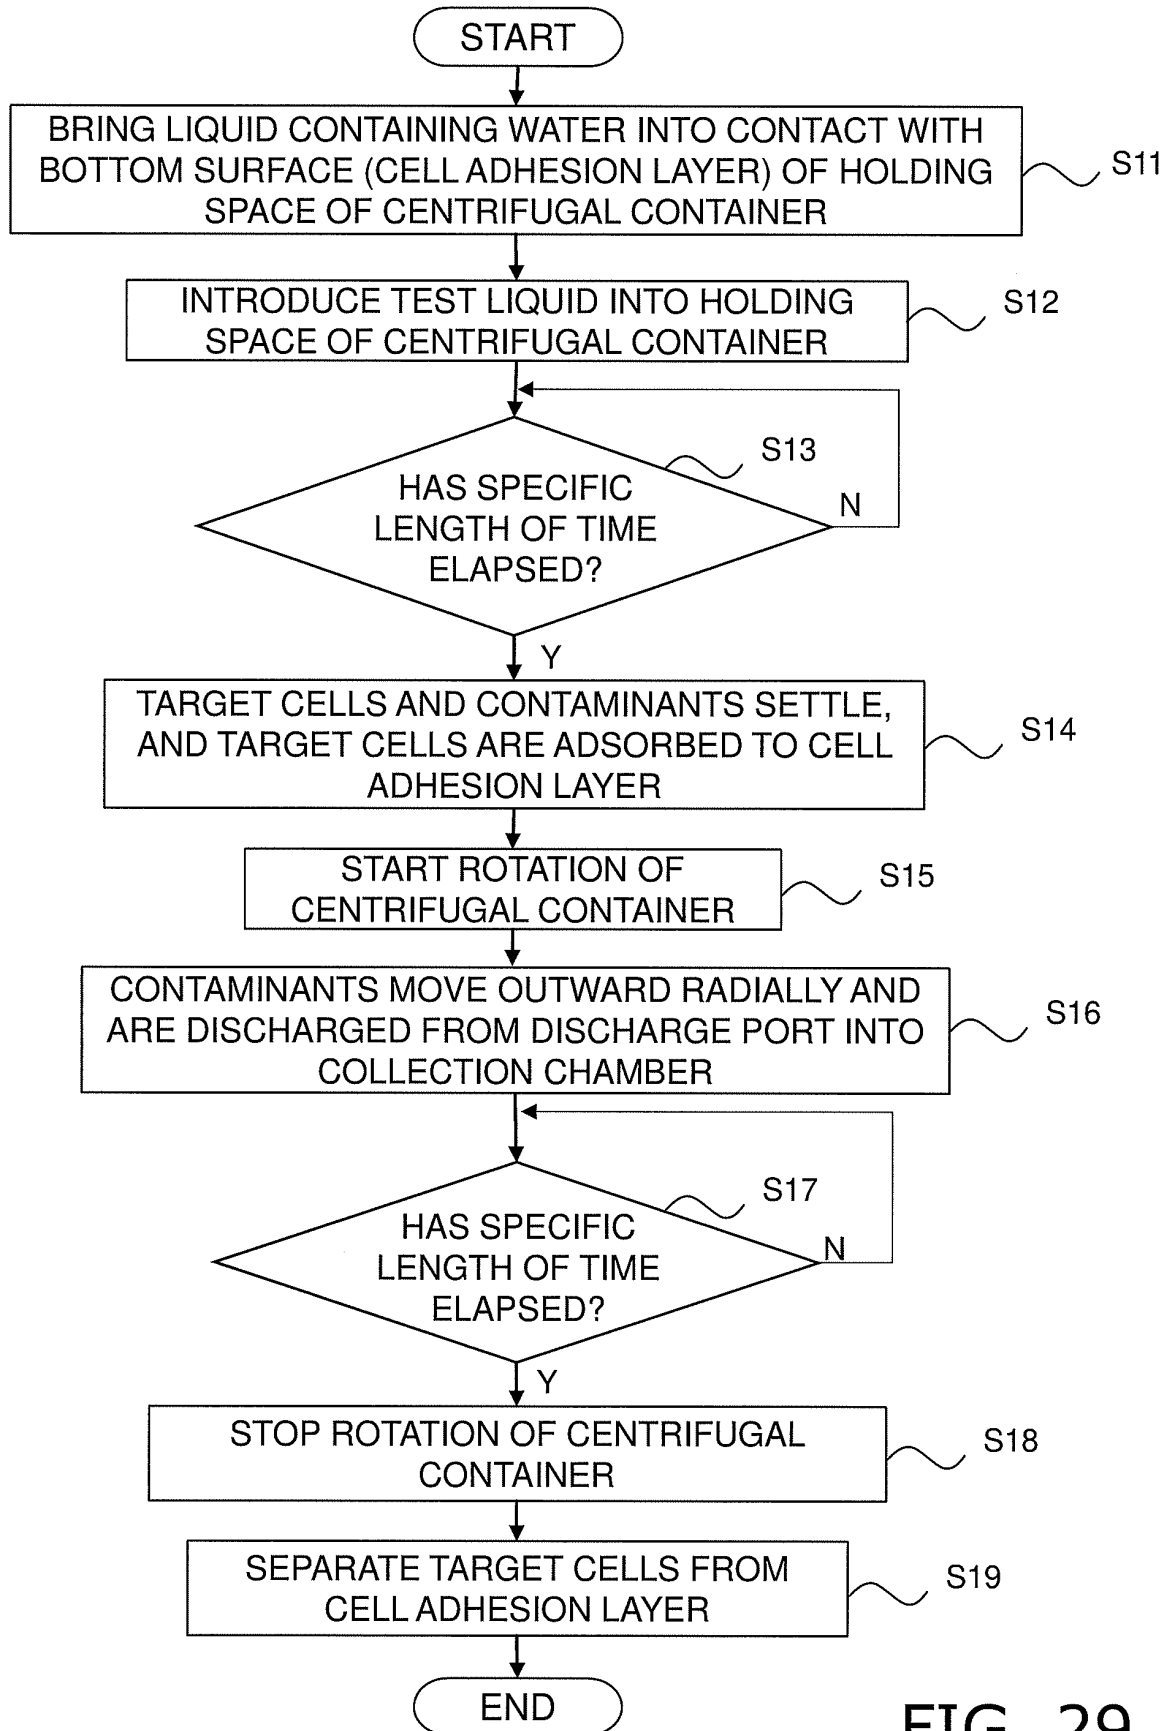 START
BRING LIQUID CONTAINING WATER INTO CONTACT WITH
BOTTOM SURFACE (CELL ADHESION LAYER) OF HOLDING
SPACE OF CENTRIFUGAL CONTAINER
S11
INTRODUCE TEST LIQUID INTO HOLDING
SPACE OF CENTRIFUGAL CONTAINER
S12
HAS SPECIFIC
LENGTH OF TIME
ELAPSED?
S13
N
Y
TARGET CELLS AND CONTAMINANTS SETTLE,
AND TARGET CELLS ARE ADSORBED TO CELL
ADHESION LAYER
S14
START ROTATION OF
CENTRIFUGAL CONTAINER
S15
CONTAMINANTS MOVE OUTWARD RADIALLY AND
ARE DISCHARGED FROM DISCHARGE PORT INTO
COLLECTION CHAMBER
S16
HAS SPECIFIC
LENGTH OF TIME
ELAPSED?
S17
N
Y
STOP ROTATION OF CENTRIFUGAL
CONTAINER
S18
SEPARATE TARGET CELLS FROM
CELL ADHESION LAYER
S19
END
FIG. 29